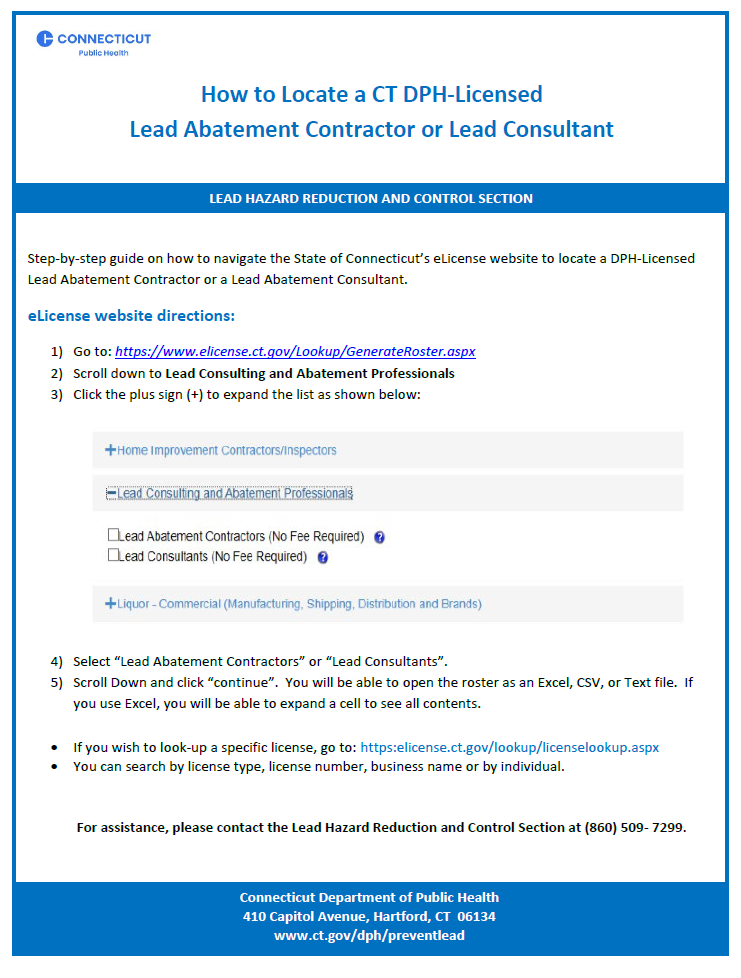 CONNECTICUT
Public Health
How to Locate a CT DPH-Licensed
Lead Abatement Contractor or Lead Consultant
LEAD HAZARD REDUCTION AND CONTROL SECTION
Step-by-step guide on how to navigate the State of Connecticut’s eLicense website to locate a DPH-Licensed
Lead Abatement Contractor or a Lead Abatement Consultant.
eLicense website directions:
1) Go to: https://www.elicense.ct.gov/Lookup/GenerateRoster.aspx
2) Scroll down to Lead Consulting and Abatement Professionals
3) Click the plus sign (+) to expand the list as shown below:
+Home Improvement Contractors/Inspectors
−Lead Consulting and Abatement Professionals
Lead Abatement Contractors (No Fee Required) ?
Lead Consultants (No Fee Required) ?
+Liquor - Commercial (Manufacturing, Shipping, Distribution and Brands)
4) Select “Lead Abatement Contractors” or “Lead Consultants”.
5) Scroll Down and click “continue”. You will be able to open the roster as an Excel, CSV, or Text file. If
you use Excel, you will be able to expand a cell to see all contents.
• If you wish to look-up a specific license, go to: https:elicense.ct.gov/lookup/licenselookup.aspx
• You can search by license type, license number, business name or by individual.
For assistance, please contact the Lead Hazard Reduction and Control Section at (860) 509- 7299.
Connecticut Department of Public Health
410 Capitol Avenue, Hartford, CT 06134
www.ct.gov/dph/preventlead